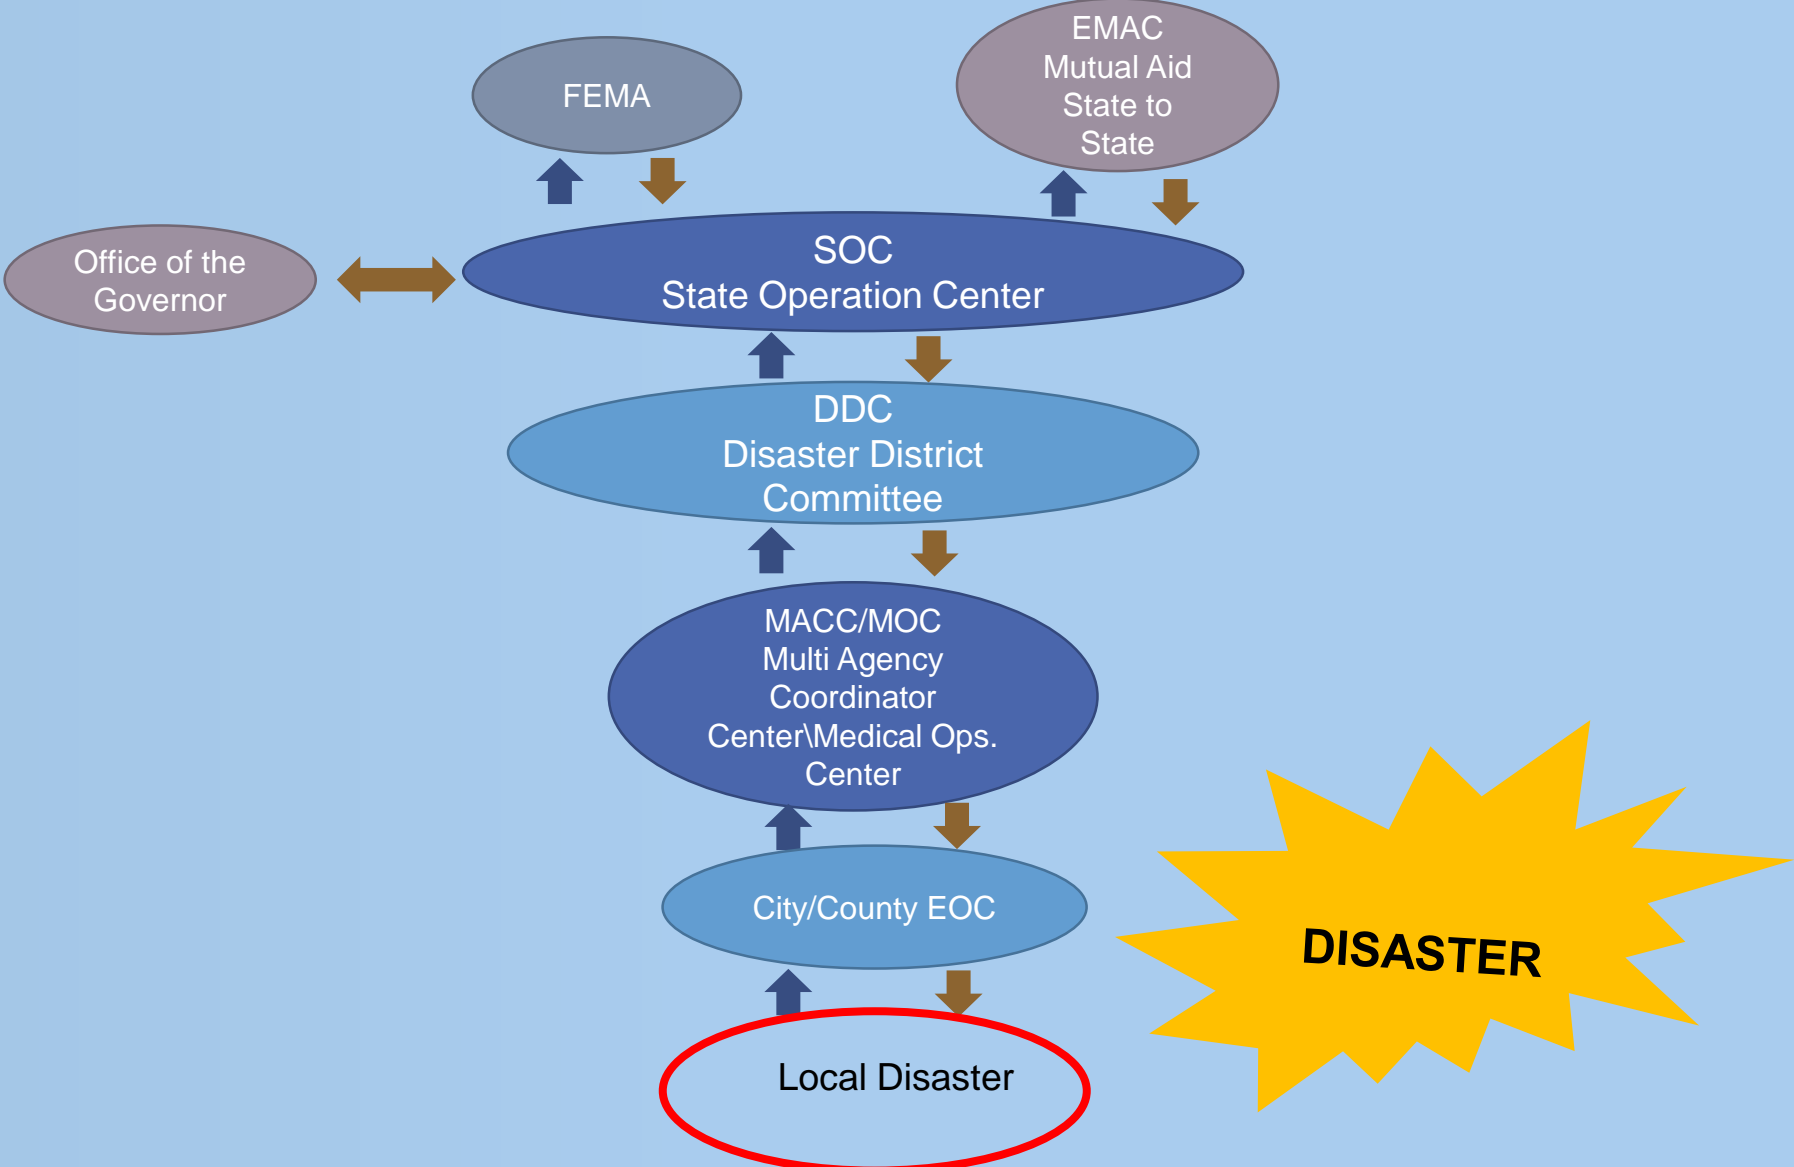 FEMA
EMAC
Mutual Aid
State to
State
Office of the
Governor
SOC
State Operation Center
DDC
Disaster District
Committee
MACC/MOC
Multi Agency
Coordinator
Center\Medical Ops.
Center
City/County EOC
DISASTER
Local Disaster